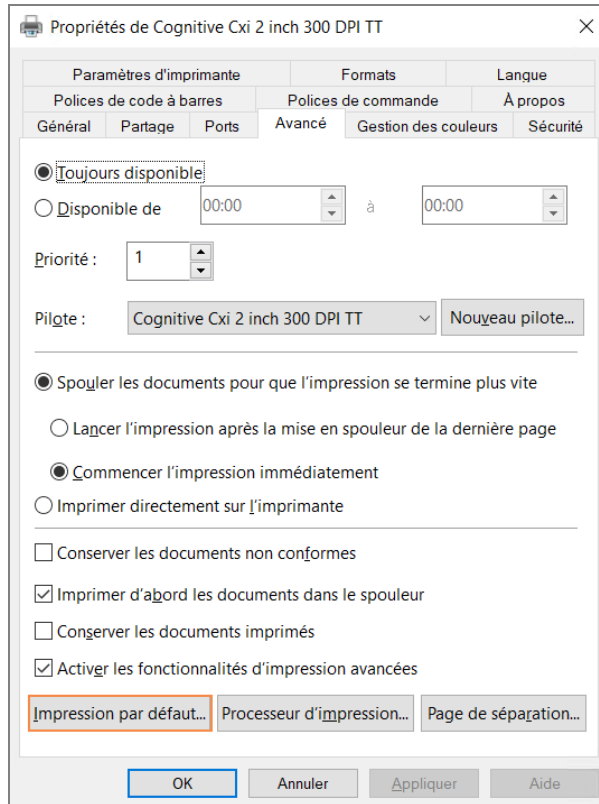 Propriétés de Cognitive Cxi 2 inch 300 DPI TT
Paramètres d'imprimante Formats Langue
Polices de code à barres Polices de commande À propos
Général Partage Ports Avancé Gestion des couleurs Sécurité
Toujours disponible
Disponible de 00:00 à 00:00
Priorité : 1
Pilote : Cognitive Cxi 2 inch 300 DPI TT Nouveau pilote...
Spouler les documents pour que l'impression se termine plus vite
Lancer l'impression après la mise en spouleur de la dernière page
Commencer l'impression immédiatement
Imprimer directement sur l'imprimante
Conserver les documents non conformes
Imprimer d'abord les documents dans le spouleur
Conserver les documents imprimés
Activer les fonctionnalités d'impression avancées
Impression par défaut... Processeur d'impression... Page de séparation...
OK Annuler Appliquer Aide